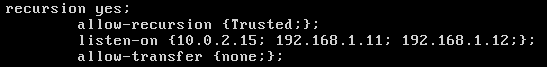 recursion yes;
allow-recursion {Trusted;};
listen-on {10.0.2.15; 192.168.1.11; 192.168.1.12;};
allow-transfer {none;};